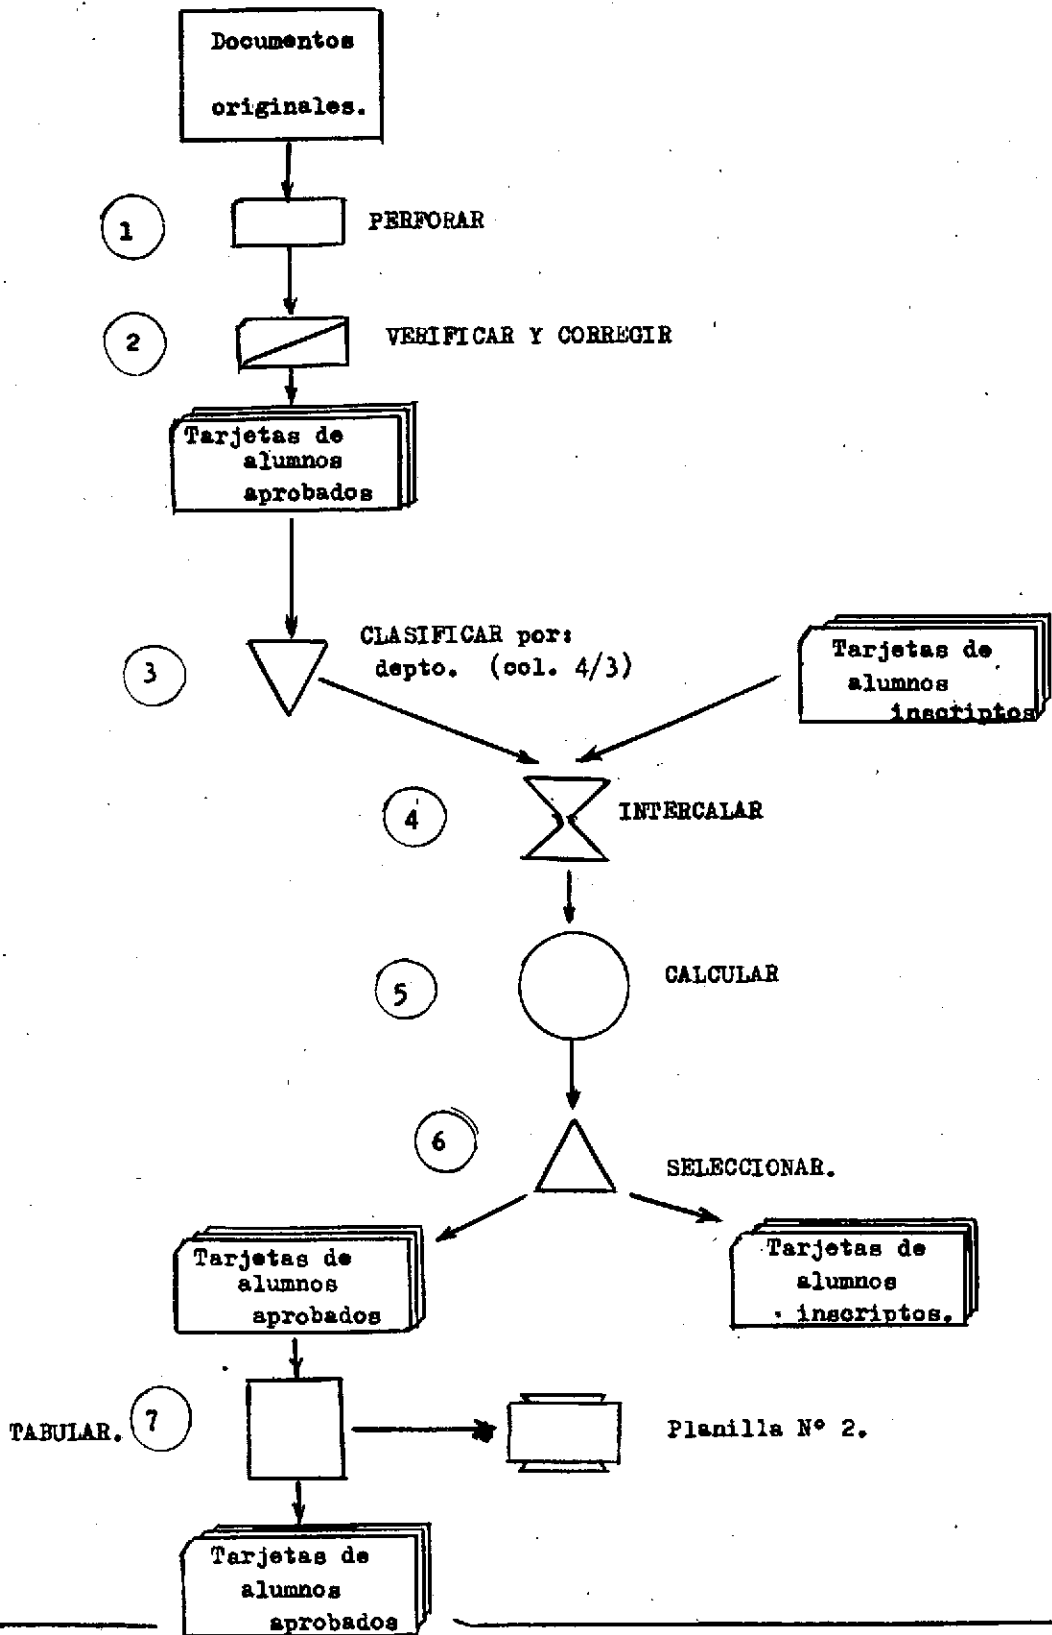 Documentos
originales.
1
PERFORAR
2
VERIFICAR Y CORREGIR
Tarjetas de
alumnos
aprobados
3
CLASIFICAR por:
depto. (col. 4/3)
Tarjetas de
alumnos
inscriptos
4
INTERCALAR
5
CALCULAR
6
SELECCIONAR.
Tarjetas de
alumnos
aprobados
Tarjetas de
alumnos
inscriptos.
TABULAR.
7
Planilla Nº 2.
Tarjetas de
alumnos
aprobados